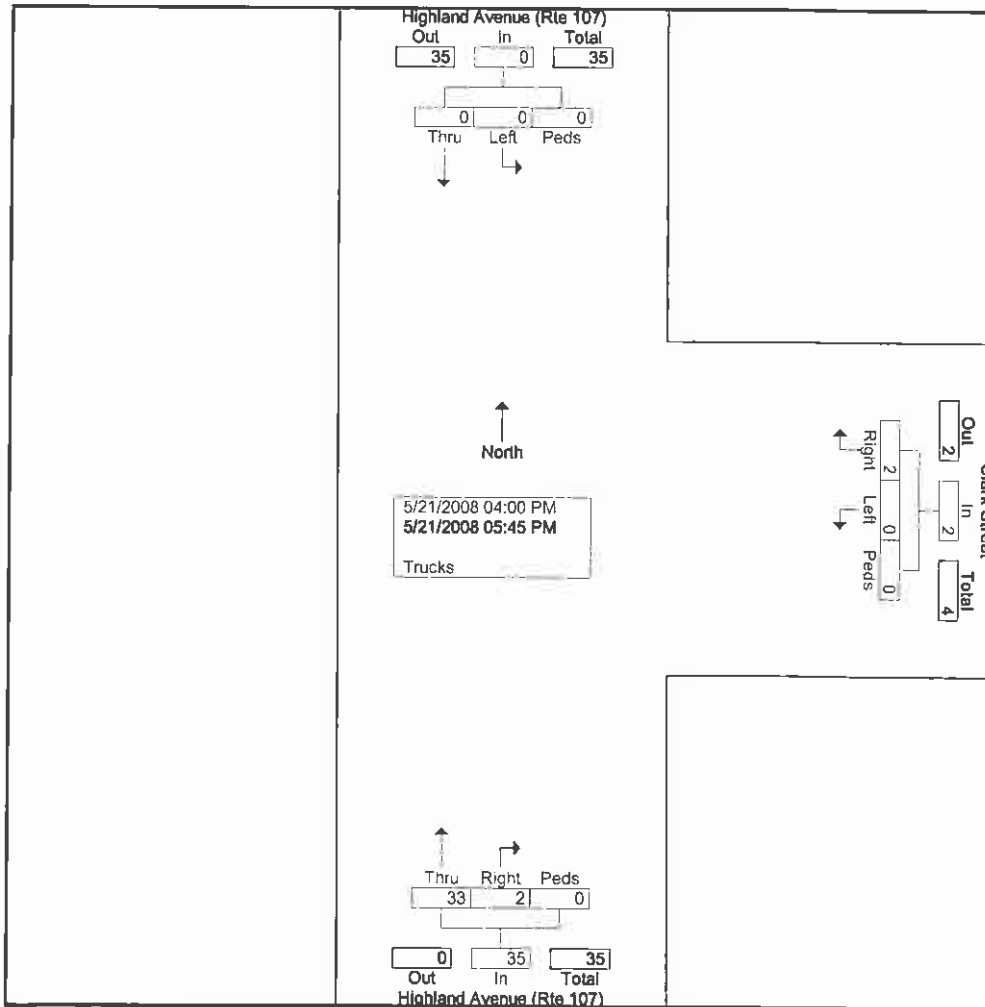 Highland Avenue (Rte 107)
Out In Total
35 0 35
0 0 0
Thru Left Peds
North
5/21/2008 04:00 PM
5/21/2008 05:45 PM
Trucks
Out In Total
2 2 4
Right Left Peds
2 0 0
Thru Right Peds
33 2 0
0 35 35
Out In Total
Highland Avenue (Rte 107)